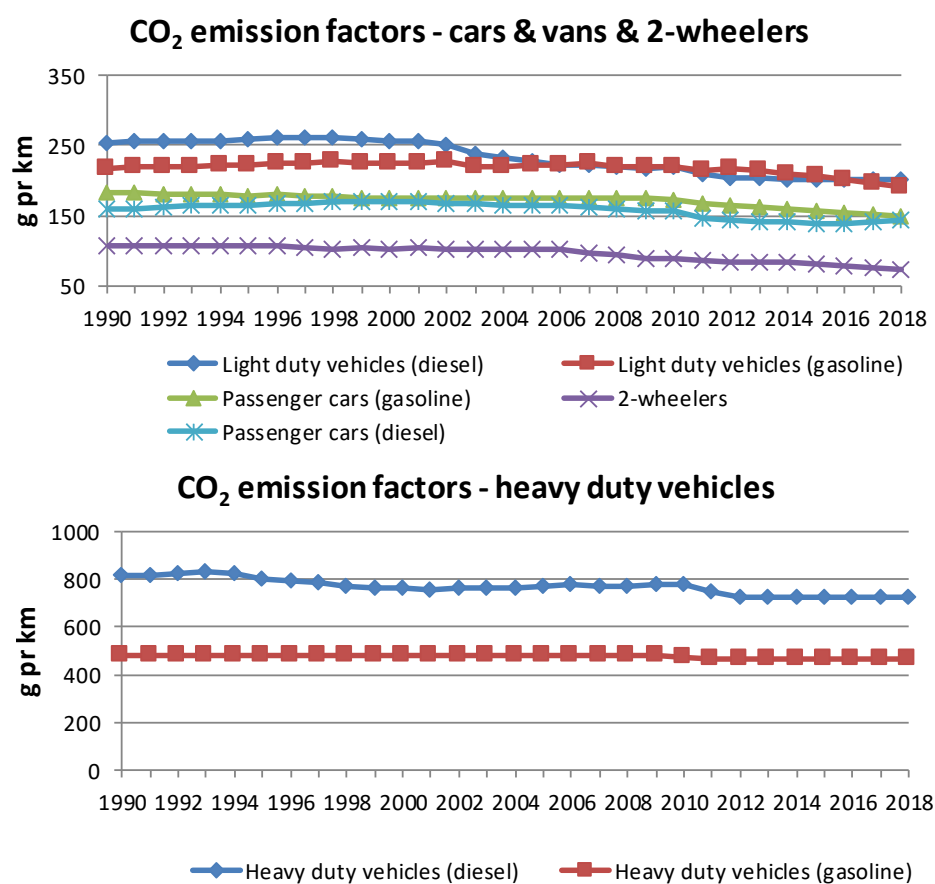 CO₂ emission factors - cars & vans & 2-wheelers
350
250
150
50
g pr km
1990 1992 1994 1996 1998 2000 2002 2004 2006 2008 2010 2012 2014 2016 2018
Light duty vehicles (diesel) Light duty vehicles (gasoline)
Passenger cars (gasoline) 2-wheelers
Passenger cars (diesel)
CO₂ emission factors - heavy duty vehicles
1000
800
600
400
200
0
g pr km
1990 1992 1994 1996 1998 2000 2002 2004 2006 2008 2010 2012 2014 2016 2018
Heavy duty vehicles (diesel) Heavy duty vehicles (gasoline)